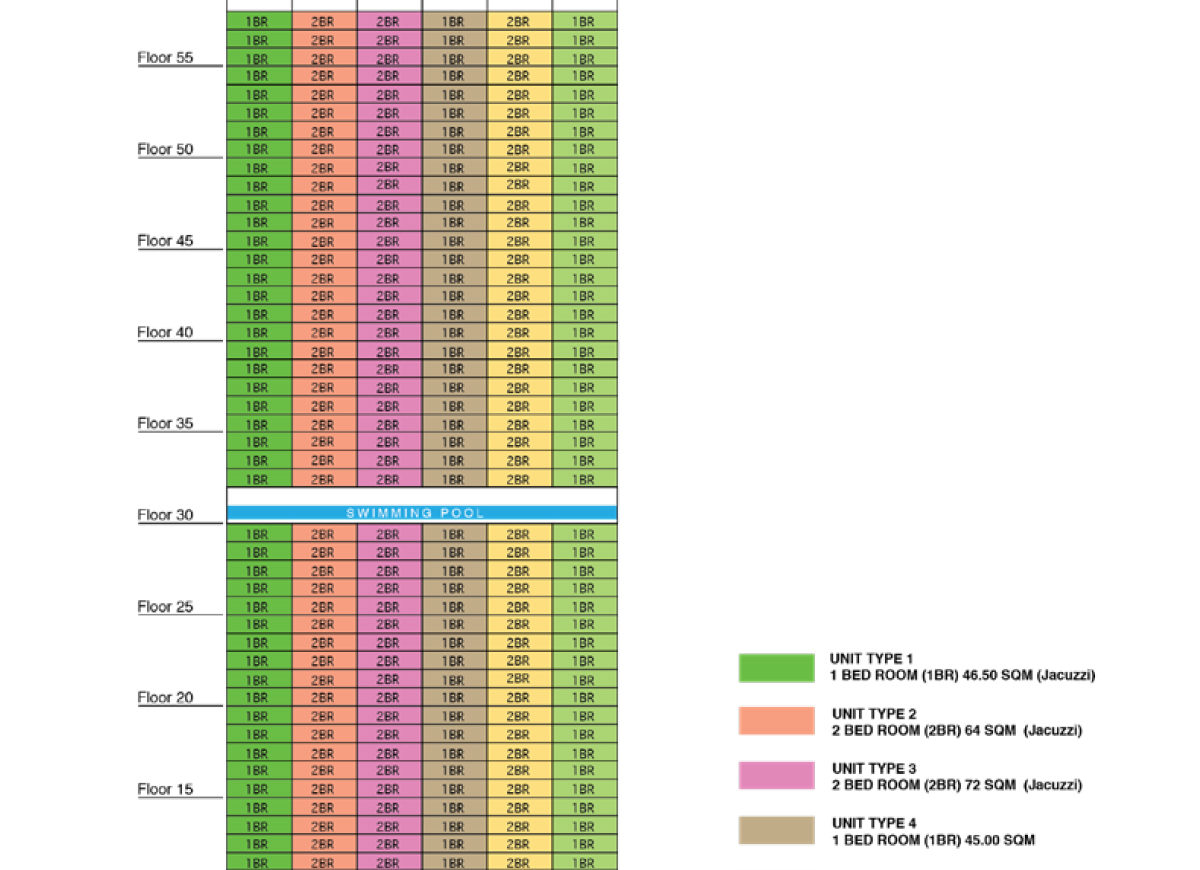 1BR 2BR 2BR 1BR 2BR 1BR
1BR 2BR 2BR 1BR 2BR 1BR
Floor 55 1BR 2BR 2BR 1BR 2BR 1BR
1BR 2BR 2BR 1BR 2BR 1BR
1BR 2BR 2BR 1BR 2BR 1BR
1BR 2BR 2BR 1BR 2BR 1BR
1BR 2BR 2BR 1BR 2BR 1BR
Floor 50 1BR 2BR 2BR 1BR 2BR 1BR
1BR 2BR 2BR 1BR 2BR 1BR
1BR 2BR 2BR 1BR 2BR 1BR
1BR 2BR 2BR 1BR 2BR 1BR
1BR 2BR 2BR 1BR 2BR 1BR
Floor 45 1BR 2BR 2BR 1BR 2BR 1BR
1BR 2BR 2BR 1BR 2BR 1BR
1BR 2BR 2BR 1BR 2BR 1BR
1BR 2BR 2BR 1BR 2BR 1BR
1BR 2BR 2BR 1BR 2BR 1BR
Floor 40 1BR 2BR 2BR 1BR 2BR 1BR
1BR 2BR 2BR 1BR 2BR 1BR
1BR 2BR 2BR 1BR 2BR 1BR
1BR 2BR 2BR 1BR 2BR 1BR
1BR 2BR 2BR 1BR 2BR 1BR
Floor 35 1BR 2BR 2BR 1BR 2BR 1BR
1BR 2BR 2BR 1BR 2BR 1BR
1BR 2BR 2BR 1BR 2BR 1BR
1BR 2BR 2BR 1BR 2BR 1BR
Floor 30 SWIMMING POOL
1BR 2BR 2BR 1BR 2BR 1BR
1BR 2BR 2BR 1BR 2BR 1BR
1BR 2BR 2BR 1BR 2BR 1BR
1BR 2BR 2BR 1BR 2BR 1BR
Floor 25 1BR 2BR 2BR 1BR 2BR 1BR
1BR 2BR 2BR 1BR 2BR 1BR
1BR 2BR 2BR 1BR 2BR 1BR
1BR 2BR 2BR 1BR 2BR 1BR
1BR 2BR 2BR 1BR 2BR 1BR
Floor 20 1BR 2BR 2BR 1BR 2BR 1BR
1BR 2BR 2BR 1BR 2BR 1BR
1BR 2BR 2BR 1BR 2BR 1BR
1BR 2BR 2BR 1BR 2BR 1BR
1BR 2BR 2BR 1BR 2BR 1BR
Floor 15 1BR 2BR 2BR 1BR 2BR 1BR
1BR 2BR 2BR 1BR 2BR 1BR
1BR 2BR 2BR 1BR 2BR 1BR
1BR 2BR 2BR 1BR 2BR 1BR
1BR 2BR 2BR 1BR 2BR 1BR
UNIT TYPE 1
1 BED ROOM (1BR) 46.50 SQM (Jacuzzi)
UNIT TYPE 2
2 BED ROOM (2BR) 64 SQM (Jacuzzi)
UNIT TYPE 3
2 BED ROOM (2BR) 72 SQM (Jacuzzi)
UNIT TYPE 4
1 BED ROOM (1BR) 45.00 SQM